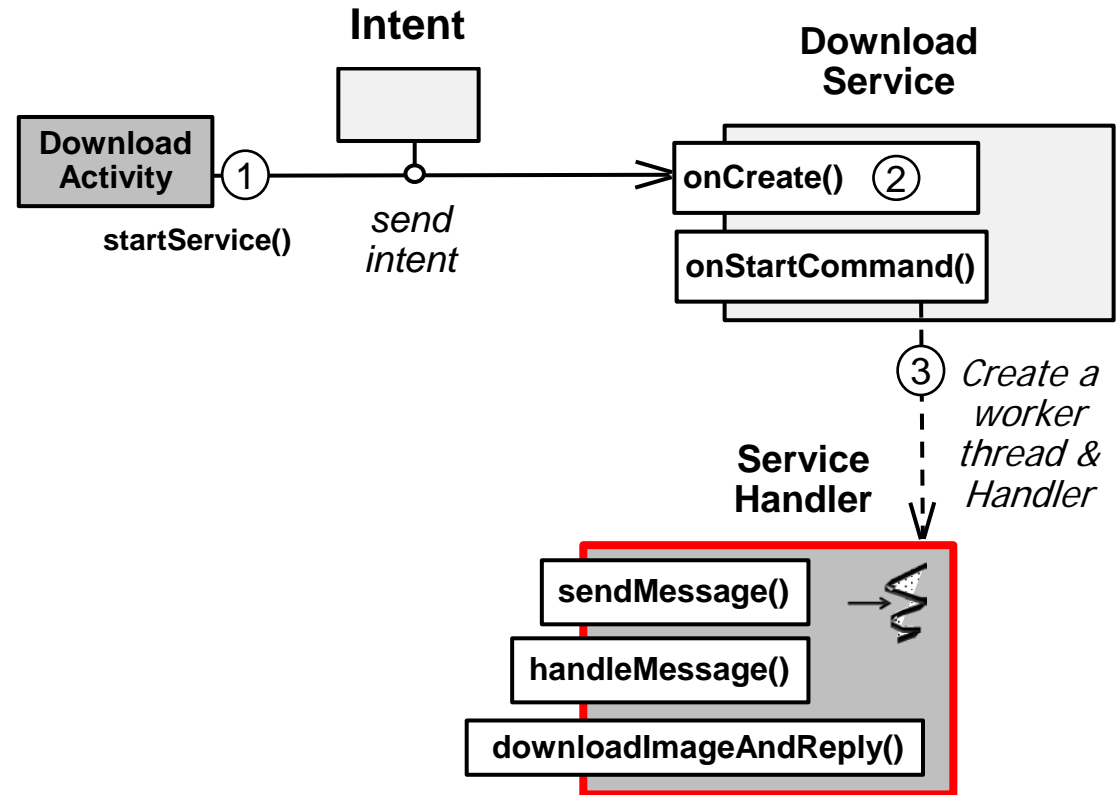 Intent
Download
Service
Download
Activity
1
startService()
send
intent
onCreate()
2
onStartCommand()
3
Create a
worker
thread &
Handler
Service
Handler
sendMessage()
handleMessage()
downloadImageAndReply()